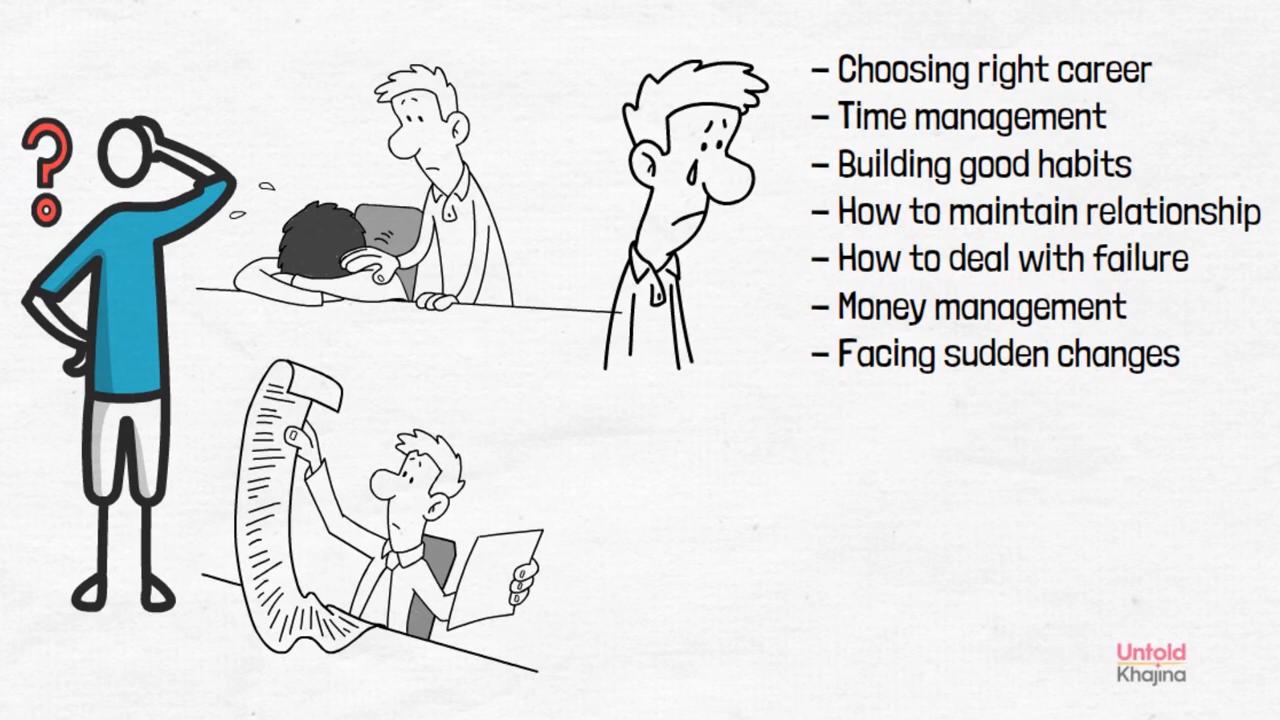 ?
– Choosing right career
– Time management
– Building good habits
– How to maintain relationship
– How to deal with failure
– Money management
– Facing sudden changes
Untold
Khajina